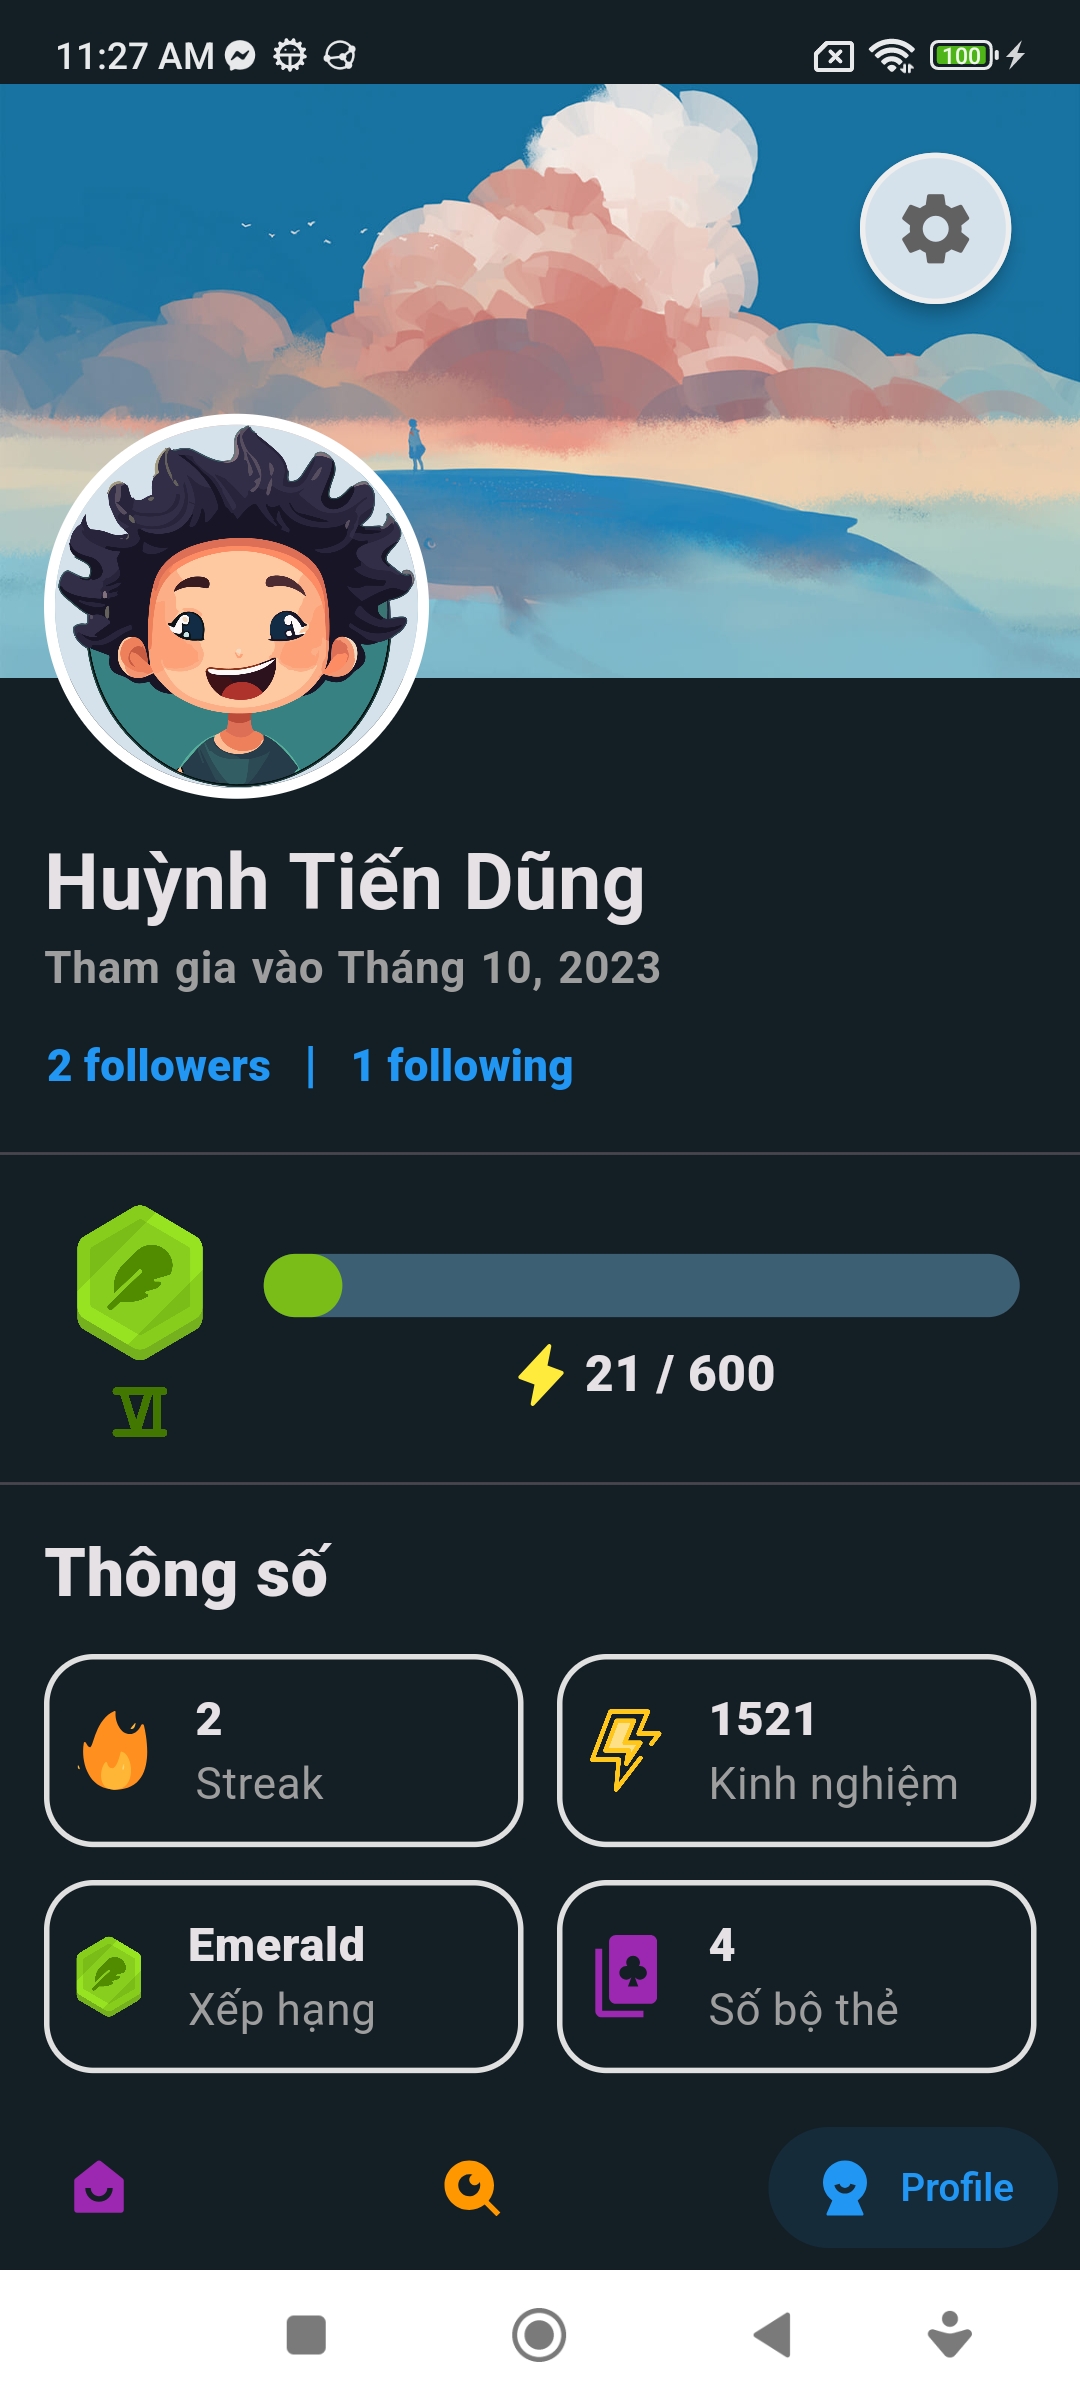 11:27 AM
100
Huỳnh Tiến Dũng
Tham gia vào Tháng 10, 2023
2 followers | 1 following
21 / 600
VI
Thông số
2
Streak
1521
Kinh nghiệm
Emerald
Xếp hạng
4
Số bộ thẻ
Profile